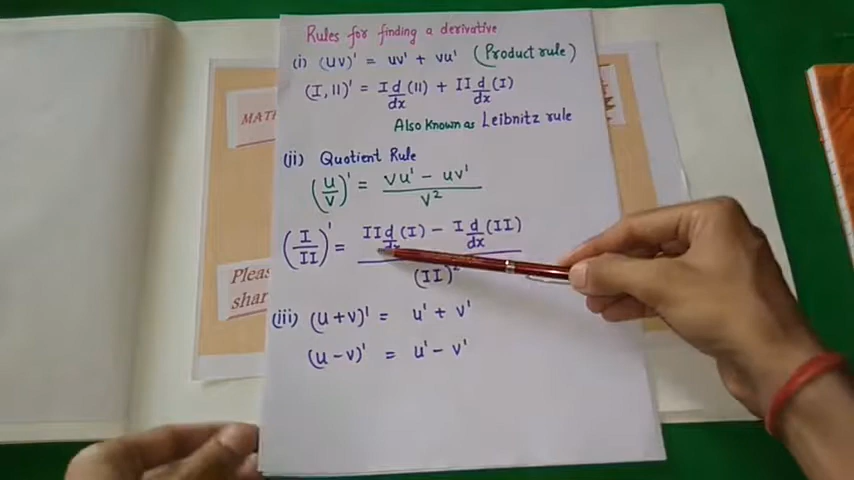 Rules for finding a derivative
(i) (uv)' = uv' + vu' (Product rule)
(I, II)' = I d/dx (II) + II d/dx (I)
Also known as Leibnitz rule
(ii) Quotient Rule
(u/v)' = (vu' - uv')/v²
(I/II)' = (II d/dx (I) - I d/dx (II))/(II)²
(iii) (u+v)' = u' + v'
(u-v)' = u' - v'
MAT
Pleas
shar